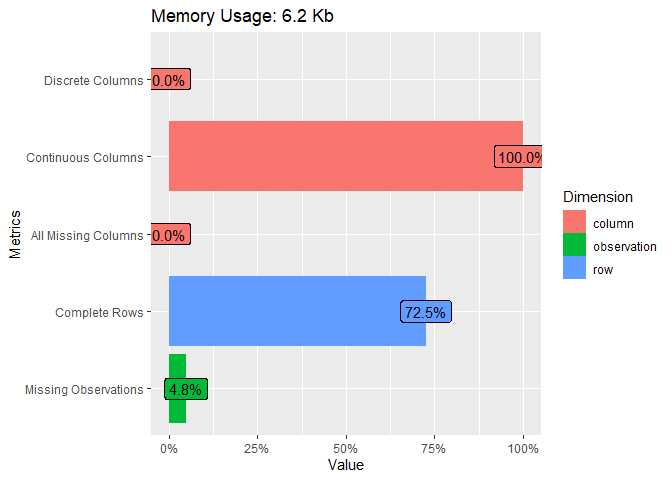 Memory Usage: 6.2 Kb
Metrics
Discrete Columns
0.0%
Continuous Columns
100.0%
All Missing Columns
0.0%
Complete Rows
72.5%
Missing Observations
4.8%
0%
25%
50%
75%
100%
Value
Dimension
column
observation
row